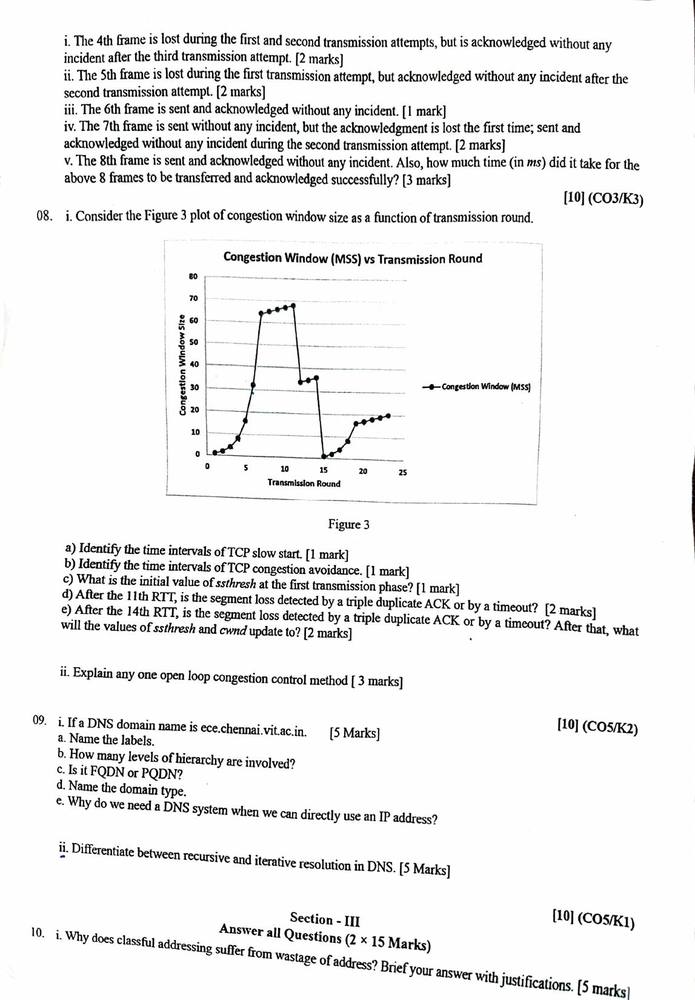 i. The 4th frame is lost during the first and second transmission attempts, but is acknowledged without any
incident after the third transmission attempt. [2 marks]
ii. The 5th frame is lost during the first transmission attempt, but acknowledged without any incident after the
second transmission attempt. [2 marks]
iii. The 6th frame is sent and acknowledged without any incident. [1 mark]
iv. The 7th frame is sent without any incident, but the acknowledgment is lost the first time; sent and
acknowledged without any incident during the second transmission attempt. [2 marks]
v. The 8th frame is sent and acknowledged without any incident. Also, how much time (in ms) did it take for the
above 8 frames to be transferred and acknowledged successfully? [3 marks]
[10] (CO3/K3)
08. i. Consider the Figure 3 plot of congestion window size as a function of transmission round.
Congestion Window (MSS) vs Transmission Round
80
70
60
50
40
30
20
10
0
Congestion Window Size
0 5 10 15 20 25
Transmission Round
Congestion Window (MSS)
Figure 3
a) Identify the time intervals of TCP slow start. [1 mark]
b) Identify the time intervals of TCP congestion avoidance. [1 mark]
c) What is the initial value of ssthresh at the first transmission phase? [1 mark]
d) After the 11th RTT, is the segment loss detected by a triple duplicate ACK or by a timeout? [2 marks]
e) After the 14th RTT, is the segment loss detected by a triple duplicate ACK or by a timeout? After that, what
will the values of ssthresh and cwnd update to? [2 marks]
ii. Explain any one open loop congestion control method [ 3 marks]
[10] (CO5/K2)
09. i. If a DNS domain name is ece.chennai.vit.ac.in. [5 Marks]
a. Name the labels.
b. How many levels of hierarchy are involved?
c. Is it FQDN or PQDN?
d. Name the domain type.
e. Why do we need a DNS system when we can directly use an IP address?
ii. Differentiate between recursive and iterative resolution in DNS. [5 Marks]
[10] (CO5/K1)
Section - III
Answer all Questions (2 × 15 Marks)
10. i. Why does classful addressing suffer from wastage of address? Brief your answer with justifications. [5 marks]